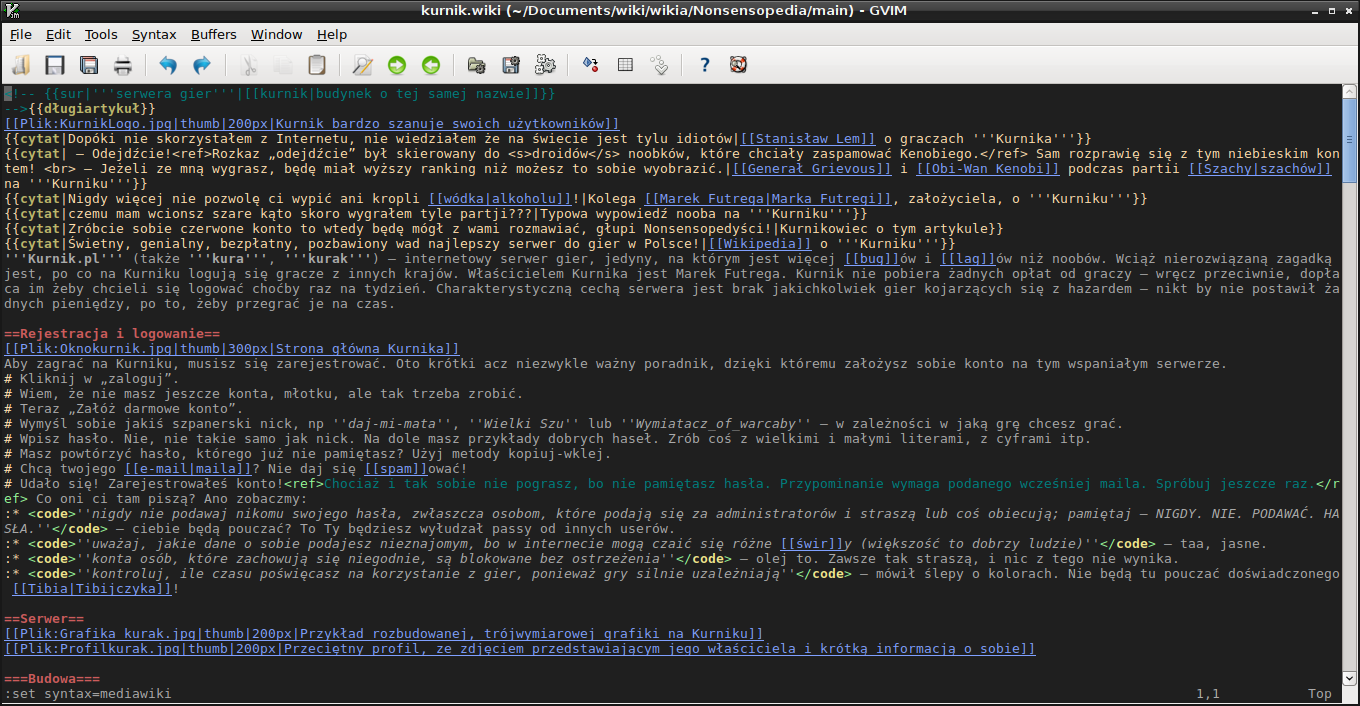 kurnik.wiki (~/Documents/wiki/wikia/Nonsensopedia/main) - GVIM
File Edit Tools Syntax Buffers Window Help
<!-- {{sur|'''serwera gier'''|[[kurnik|budynek o tej samej nazwie]]}}
-->{{długiartykuł}}
[[Plik:KurnikLogo.jpg|thumb|200px|Kurnik bardzo szanuje swoich użytkowników]]
{{cytat|Dopóki nie skorzystałem z Internetu, nie wiedziałem że na świecie jest tylu idiotów|[[Stanisław Lem]] o graczach '''Kurnika'''}}
{{cytat| – Odejdźcie!<ref>Rozkaz „odejdźcie” był skierowany do <s>droidów</s> noobków, które chciały zaspamować Kenobiego.</ref> Sam rozprawię się z tym niebieskim kon
tem! <br> – Jeżeli ze mną wygrasz, będę miał wyższy ranking niż możesz to sobie wyobrazić.|[[Generał Grievous]] i [[Obi-Wan Kenobi]] podczas partii [[Szachy|szachów]]
na '''Kurniku'''}}
{{cytat|Nigdy więcej nie pozwolę ci wypić ani kropli [[wódka|alkoholu]]!|Kolega [[Marek Futrega|Marka Futregi]], założyciela, o '''Kurniku'''}}
{{cytat|czemu mam wcionsz szare kąto skoro wygrałem tyle partji???|Typowa wypowiedź nooba na '''Kurniku'''}}
{{cytat|Zróbcie sobie czerwone konto to wtedy będę mógł z wami rozmawiać, głupi Nonsensopedyści!|Kurnikowiec o tym artykule}}
{{cytat|Świetny, genialny, bezpłatny, pozbawiony wad najlepszy serwer do gier w Polsce!|[[Wikipedia]] o '''Kurniku'''}}
'''Kurnik.pl''' (także '''kura''', '''kurak''') – internetowy serwer gier, jedyny, na którym jest więcej [[bug]]ów i [[lag]]ów niż noobów. Wciąż nierozwiązaną zagadką
jest, po co na Kurniku logują się gracze z innych krajów. Właścicielem Kurnika jest Marek Futrega. Kurnik nie pobiera żadnych opłat od graczy – wręcz przeciwnie, dopła
ca im żeby chcieli się logować choćby raz na tydzień. Charakterystyczną cechą serwera jest brak jakichkolwiek gier kojarzących się z hazardem – nikt by nie postawił ża
dnych pieniędzy, po to, żeby przegrać je na czas.
==Rejestracja i logowanie==
[[Plik:Oknokurnik.jpg|thumb|300px|Strona główna Kurnika]]
Aby zagrać na Kurniku, musisz się zarejestrować. Oto krótki acz niezwykle ważny poradnik, dzięki któremu założysz sobie konto na tym wspaniałym serwerze.
# Kliknij w „zaloguj”.
# Wiem, że nie masz jeszcze konta, młotku, ale tak trzeba zrobić.
# Teraz „Załóż darmowe konto”.
# Wymyśl sobie jakiś szpanerski nick, np ''daj-mi-mata'', ''Wielki Szu'' lub ''Wymiatacz_of_warcaby'' – w zależności w jaką grę chcesz grać.
# Wpisz hasło. Nie, nie takie samo jak nick. Na dole masz przykłady dobrych haseł. Zrób coś z wielkimi i małymi literami, z cyframi itp.
# Masz powtórzyć hasło, którego już nie pamiętasz? Użyj metody kopiuj-wklej.
# Chcą twojego [[e-mail|maila]]? Nie daj się [[spam]]ować!
# Udało się! Zarejestrowałeś konto!<ref>Chociaż i tak sobie nie pograsz, bo nie pamiętasz hasła. Przypominanie wymaga podanego wcześniej maila. Spróbuj jeszcze raz.</r
ef> Co oni ci tam piszą? Ano zobaczmy:
:* <code>''nigdy nie podawaj nikomu swojego hasła, zwłaszcza osobom, które podają się za administratorów i straszą lub coś obiecują; pamiętaj – NIGDY. NIE. PODAWAĆ. HA
SŁA.''</code> – ciebie będą pouczać? To Ty będziesz wyłudzał passy od innych userów.
:* <code>''uważaj, jakie dane o sobie podajesz nieznajomym, bo w internecie mogą czaić się różne [[świr]]y (większość to dobrzy ludzie)''</code> – taa, jasne.
:* <code>''konta osób, które zachowują się niegodnie, są blokowane bez ostrzeżenia''</code> – olej to. Zawsze tak straszą, i nic z tego nie wynika.
:* <code>''kontroluj, ile czasu poświęcasz na korzystanie z gier, ponieważ gry silnie uzależniają''</code> – mówił ślepy o kolorach. Nie będą tu pouczać doświadczonego
[[Tibia|Tibijczyka]]!
==Serwer==
[[Plik:Grafika kurak.jpg|thumb|200px|Przykład rozbudowanej, trójwymiarowej grafiki na Kurniku]]
[[Plik:Profilkurak.jpg|thumb|200px|Przeciętny profil, ze zdjęciem przedstawiającym jego właściciela i krótką informacją o sobie]]
===Budowa===
:set syntax=mediawiki 1,1 Top